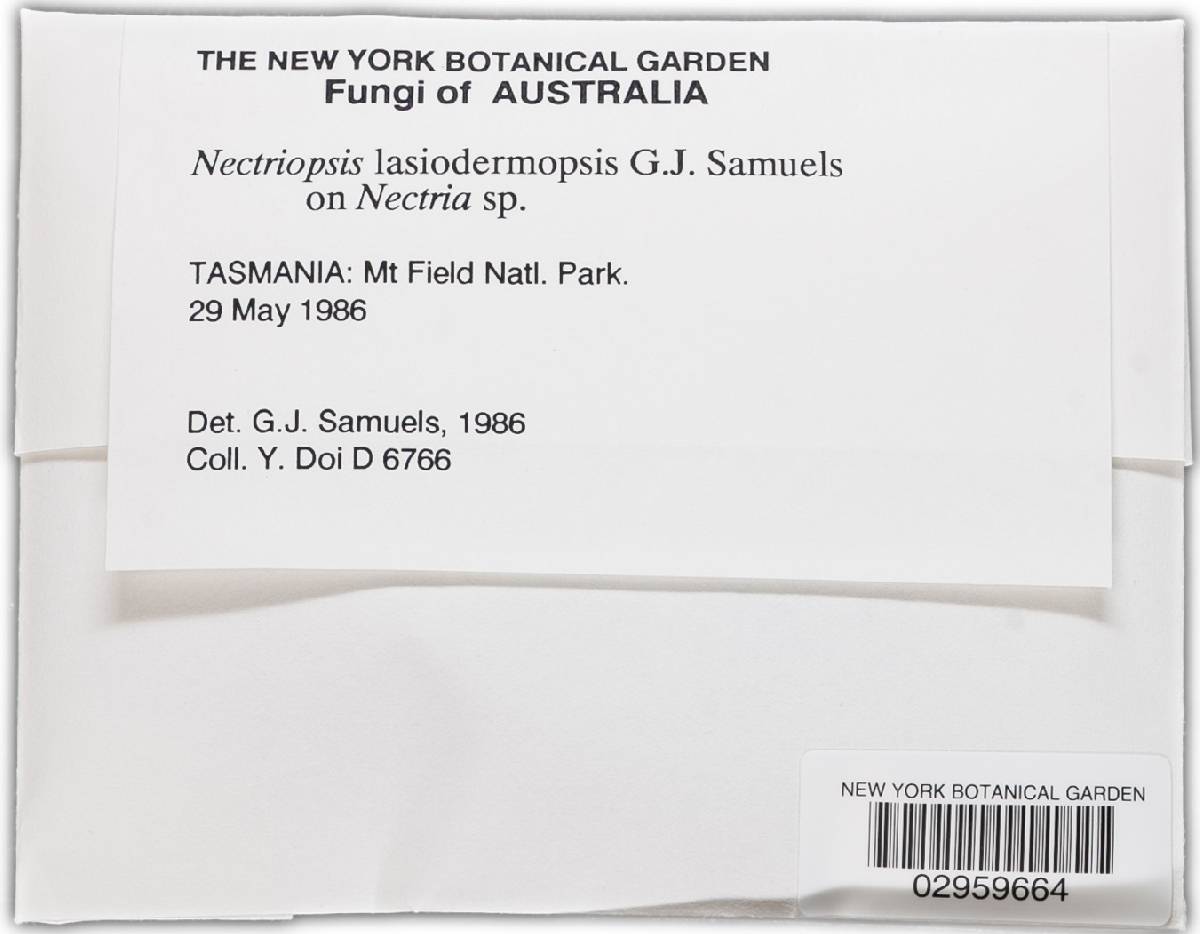 THE NEW YORK BOTANICAL GARDEN
Fungi of AUSTRALIA
Nectriopsis lasiodermopsis G.J. Samuels
on Nectria sp.
TASMANIA: Mt Field Natl. Park.
29 May 1986
Det. G.J. Samuels, 1986
Coll. Y. Doi D 6766
NEW YORK BOTANICAL GARDEN
02959664